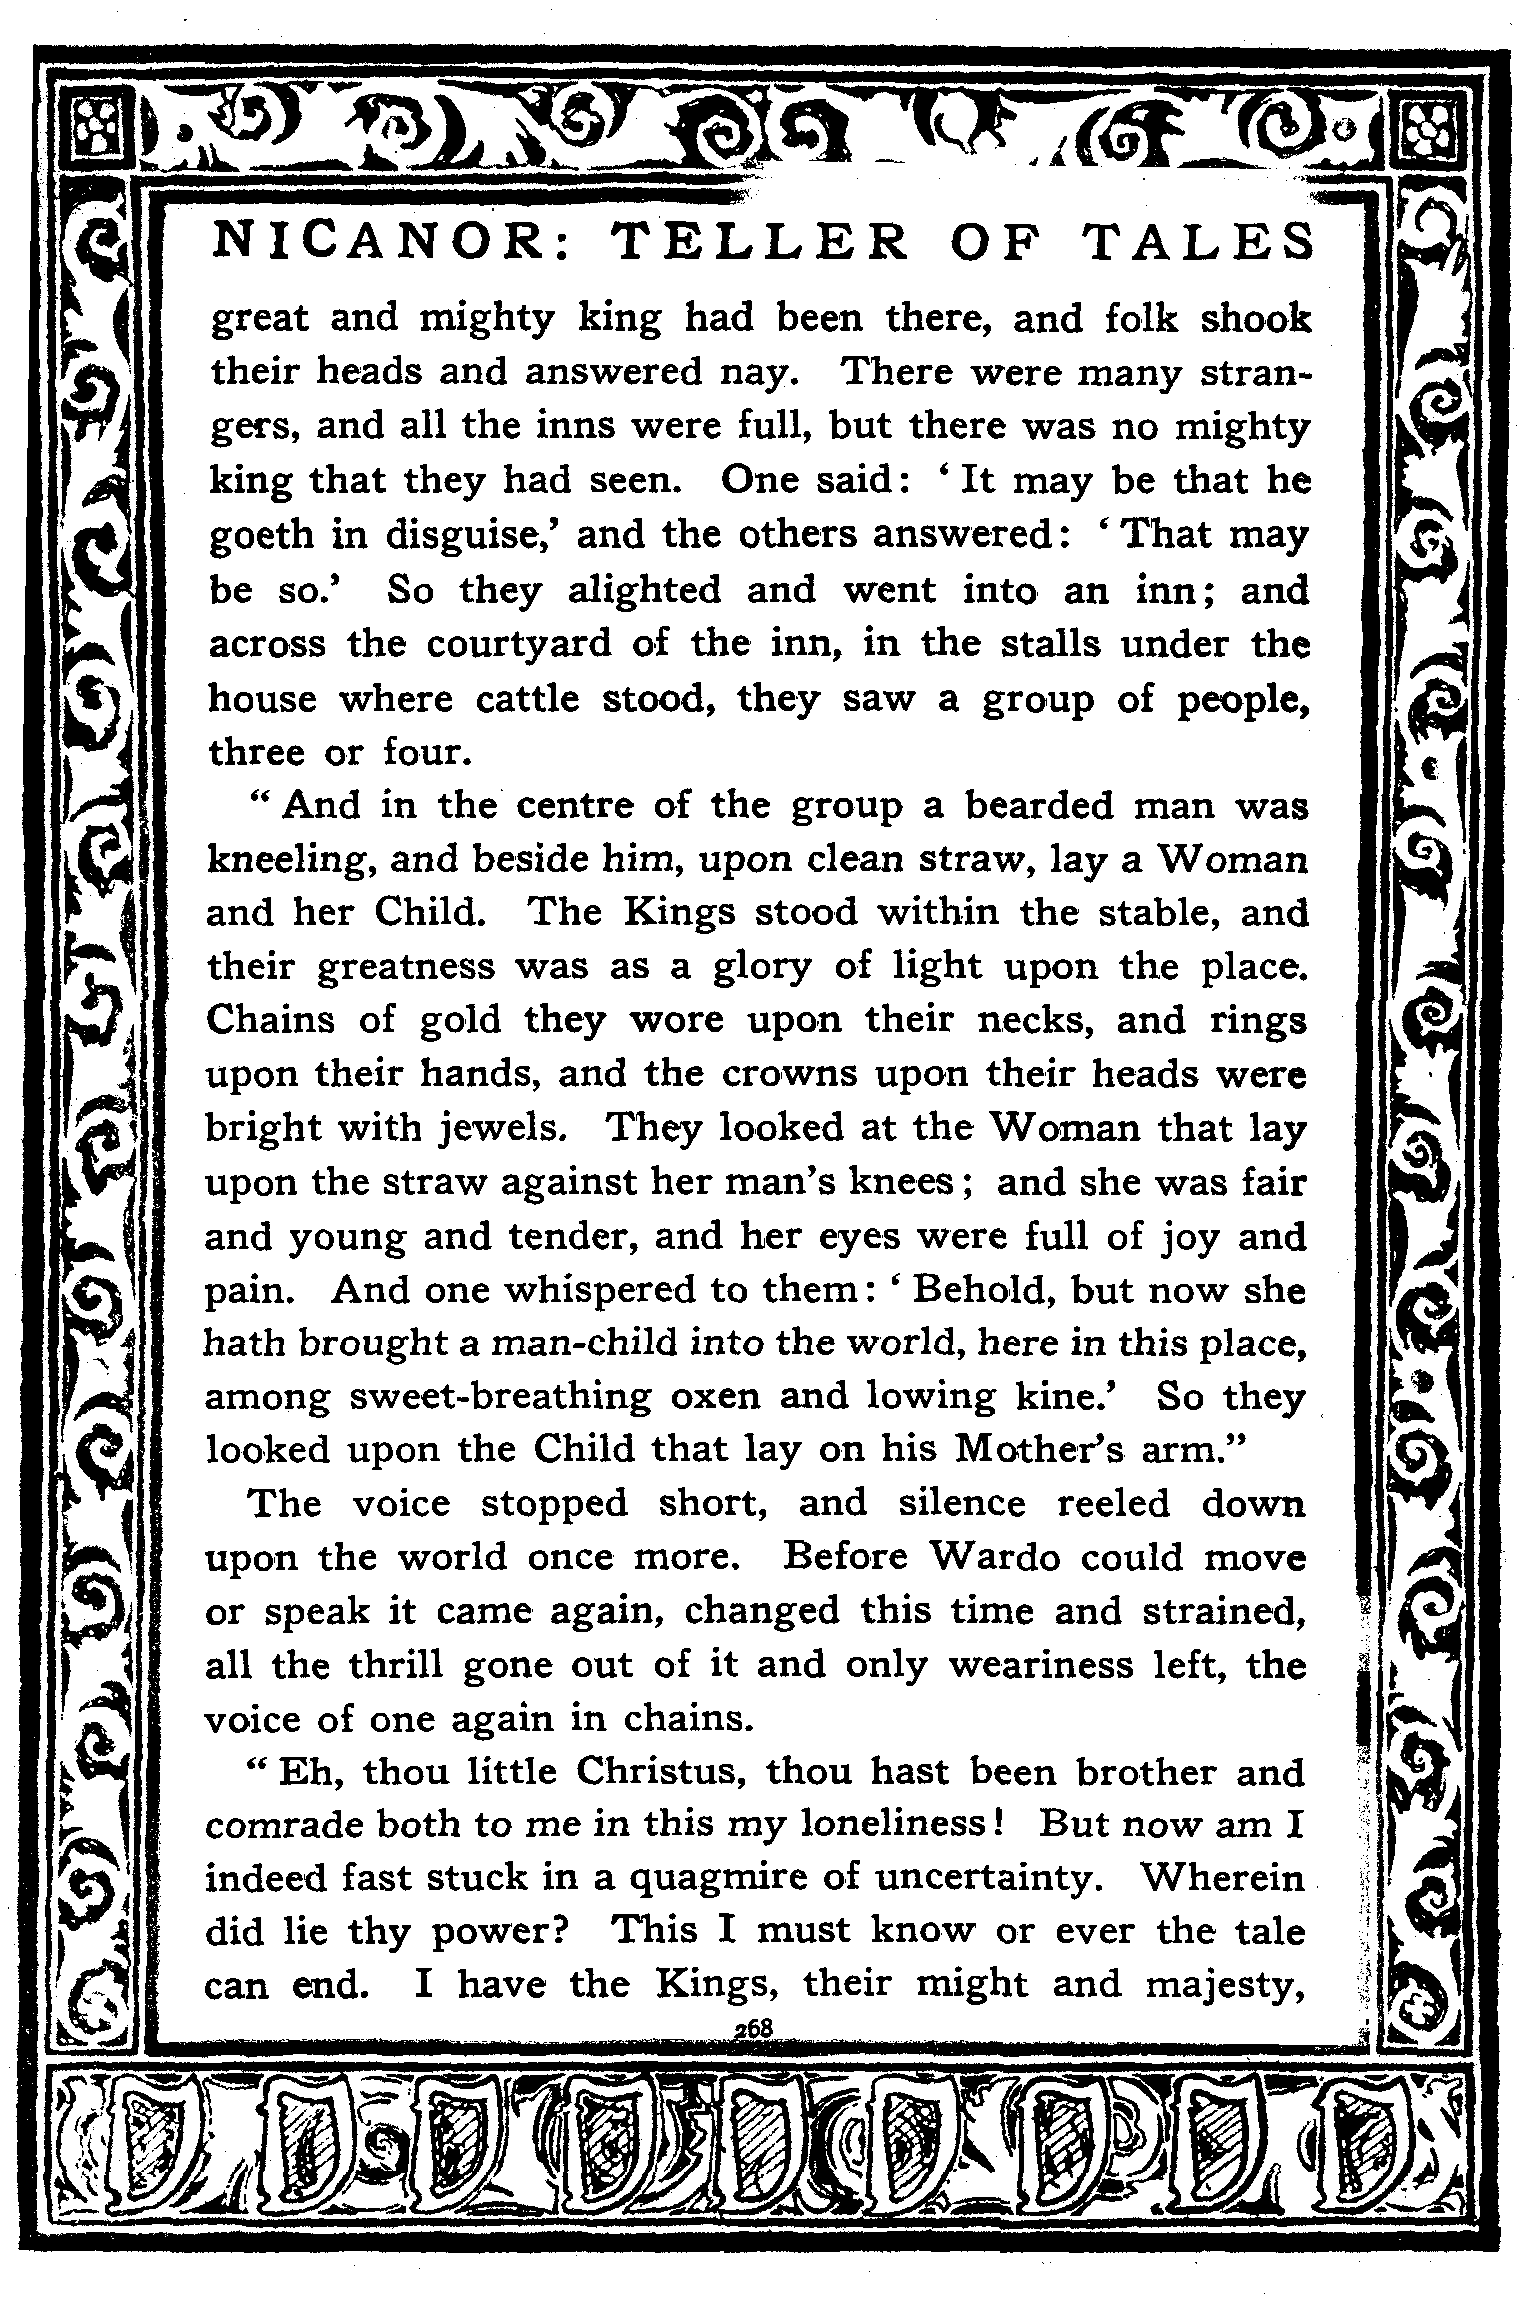 NICANOR: TELLER OF TALES
great and mighty king had been there, and folk shook
their heads and answered nay. There were many stran-
gers, and all the inns were full, but there was no mighty
king that they had seen. One said: ‘ It may be that he
goeth in disguise,’ and the others answered: ‘ That may
be so.’ So they alighted and went into an inn; and
across the courtyard of the inn, in the stalls under the
house where cattle stood, they saw a group of people,
three or four.
“ And in the centre of the group a bearded man was
kneeling, and beside him, upon clean straw, lay a Woman
and her Child. The Kings stood within the stable, and
their greatness was as a glory of light upon the place.
Chains of gold they wore upon their necks, and rings
upon their hands, and the crowns upon their heads were
bright with jewels. They looked at the Woman that lay
upon the straw against her man’s knees; and she was fair
and young and tender, and her eyes were full of joy and
pain. And one whispered to them: ‘ Behold, but now she
hath brought a man-child into the world, here in this place,
among sweet-breathing oxen and lowing kine.’ So they
looked upon the Child that lay on his Mother’s arm.”
The voice stopped short, and silence reeled down
upon the world once more. Before Wardo could move
or speak it came again, changed this time and strained,
all the thrill gone out of it and only weariness left, the
voice of one again in chains.
“ Eh, thou little Christus, thou hast been brother and
comrade both to me in this my loneliness! But now am I
indeed fast stuck in a quagmire of uncertainty. Wherein
did lie thy power? This I must know or ever the tale
can end. I have the Kings, their might and majesty,
268